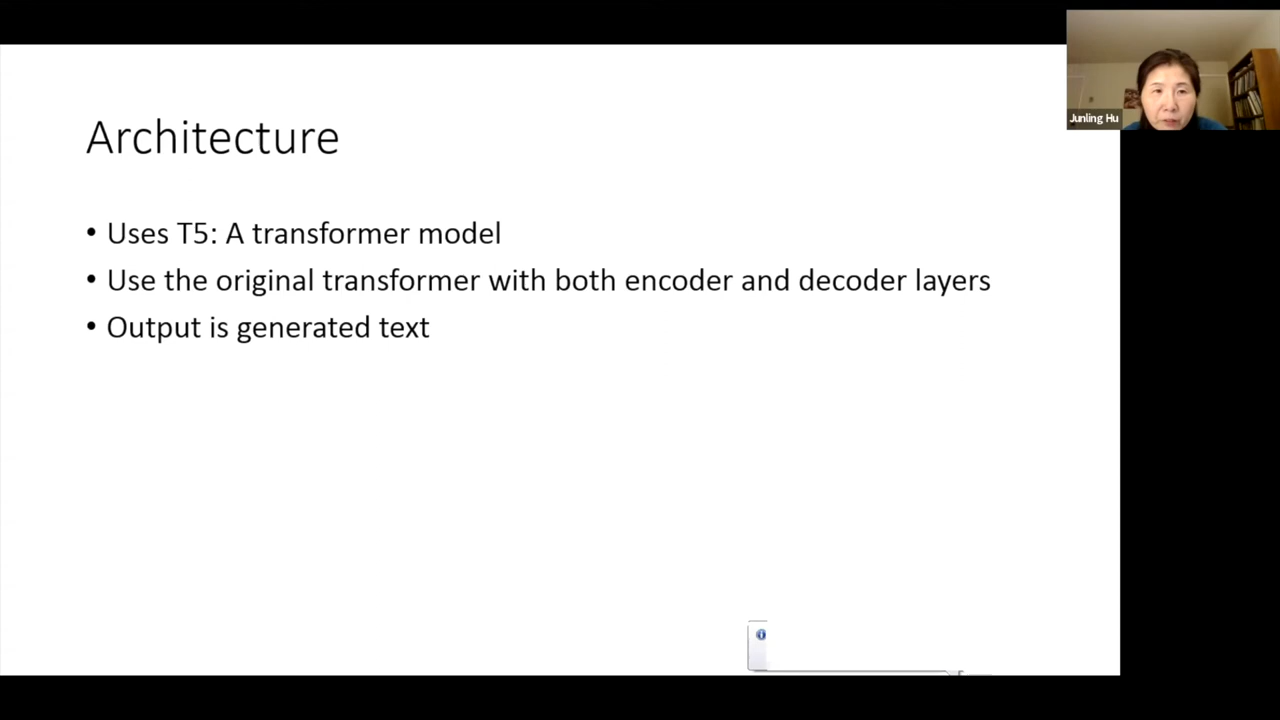 Architecture
• Uses T5: A transformer model
• Use the original transformer with both encoder and decoder layers
• Output is generated text
Junling Hu